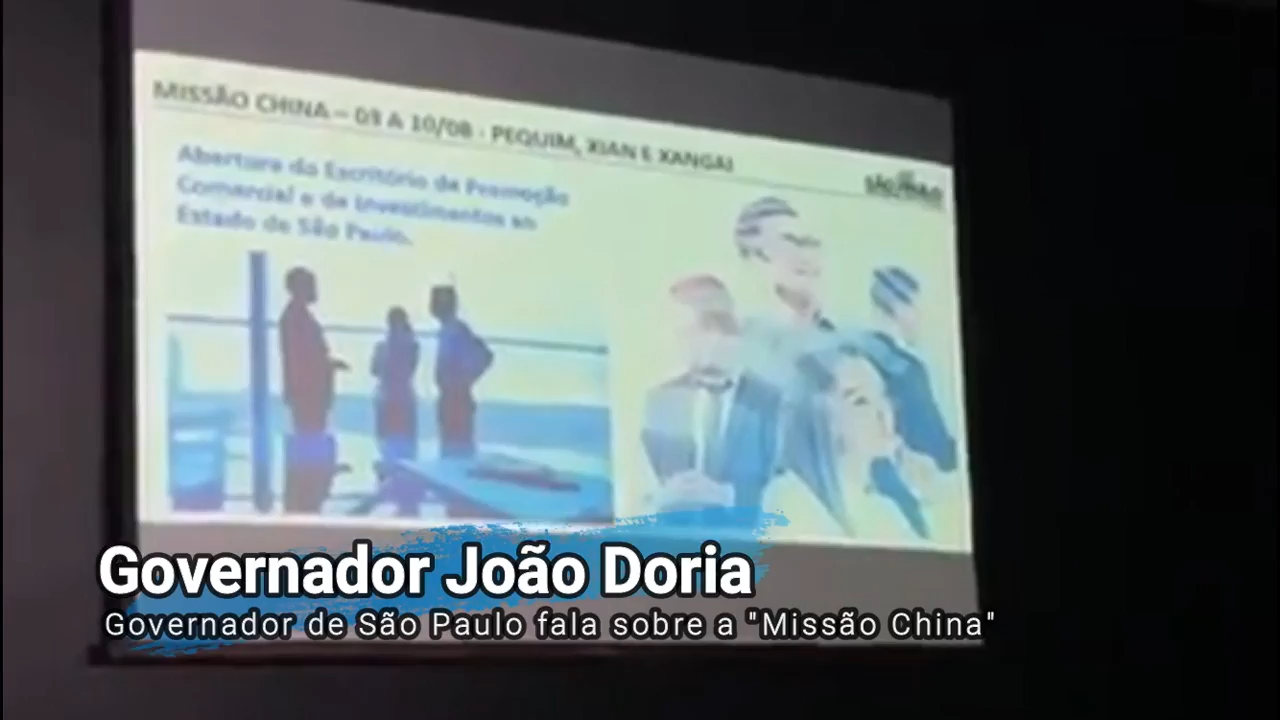 MISSÃO CHINA – 03 A 10/08 - PEQUIM, XIAN E XANGAI
Abertura do Escritório de Promoção
Comercial e de Investimentos do
Estado de São Paulo.
Governador João Doria
Governador de São Paulo fala sobre a "Missão China"